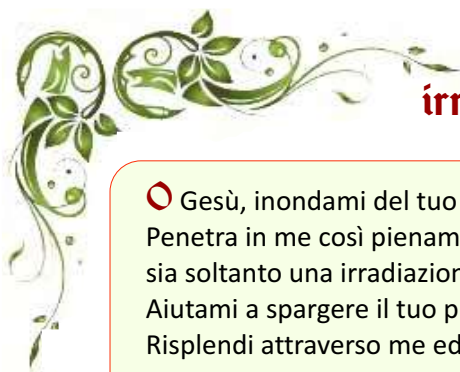 irr
O Gesù, inondami del tuo
Penetra in me così pienam
sia soltanto una irradiazion
Aiutami a spargere il tuo p
Risplendi attraverso me ed